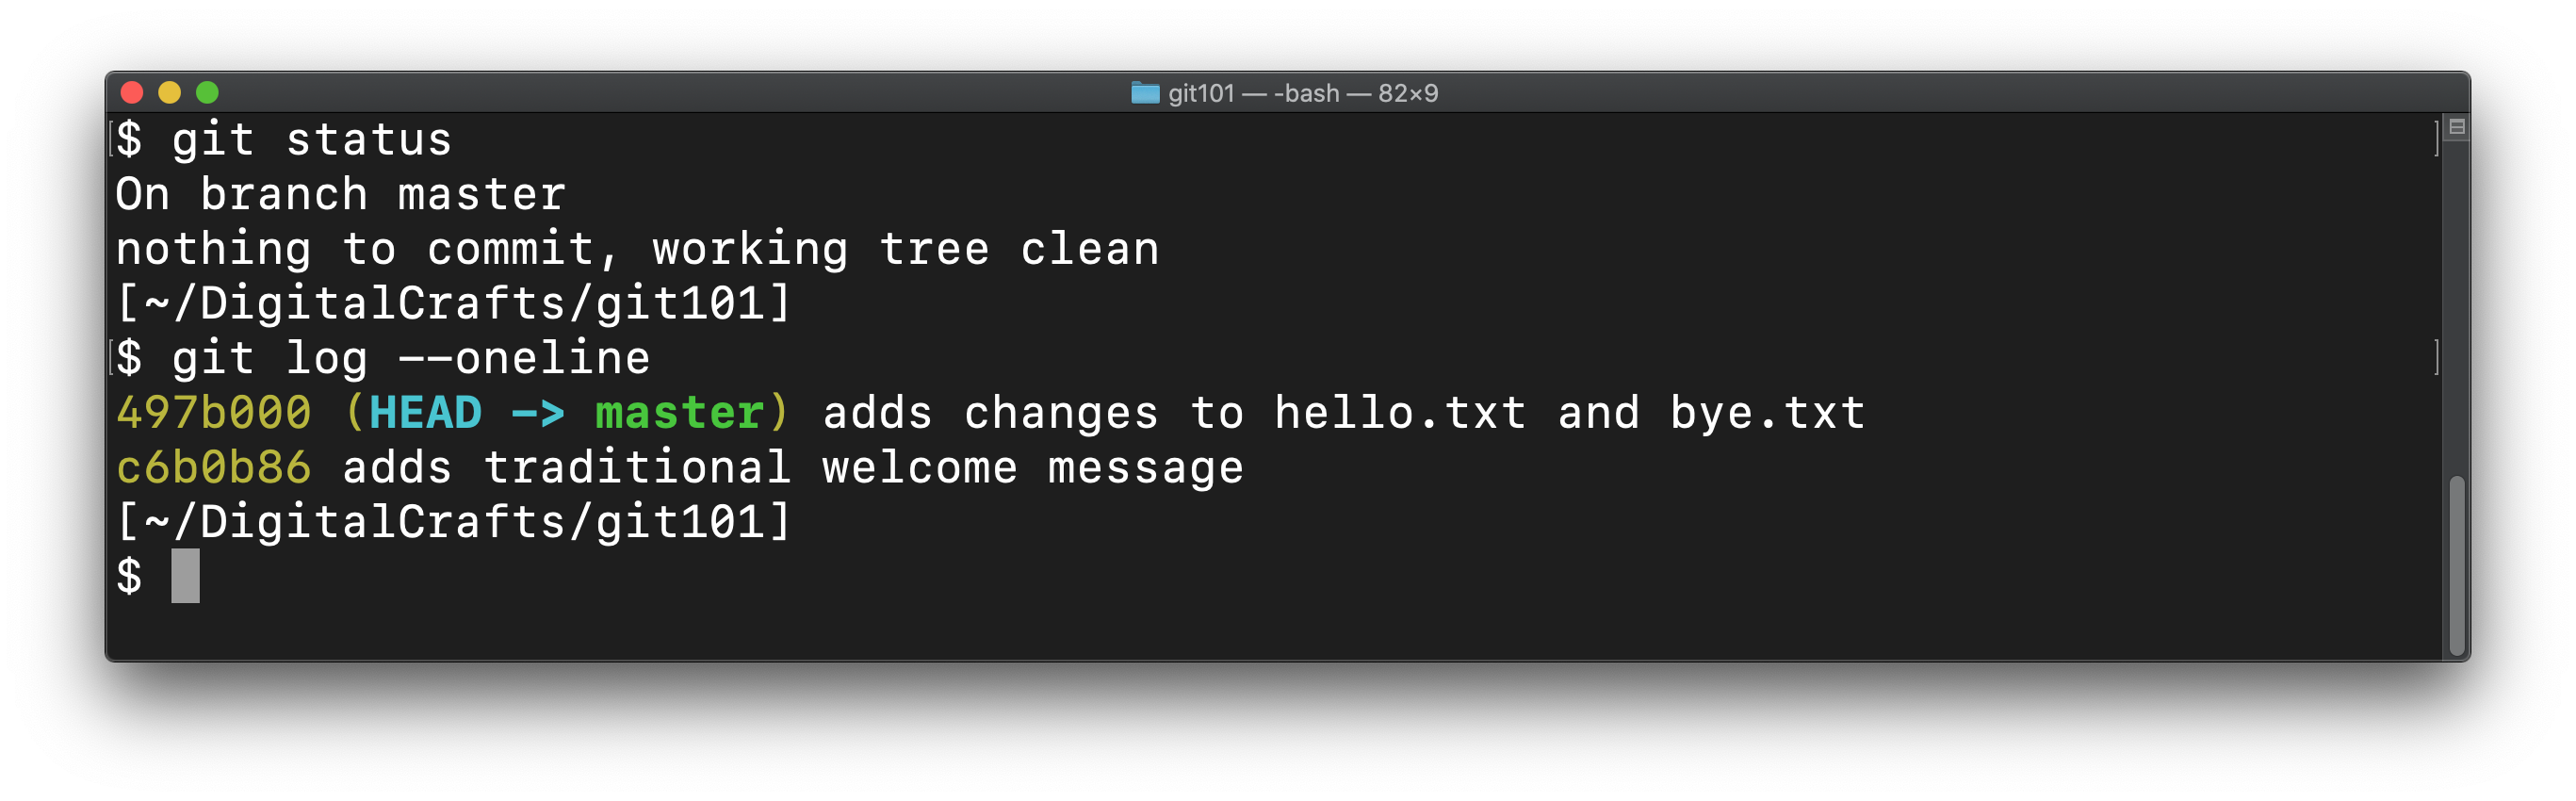 git101 — -bash — 82×9
[$ git status ]
On branch master
nothing to commit, working tree clean
[~/DigitalCrafts/git101]
[$ git log --oneline ]
497b000 (HEAD -> master) adds changes to hello.txt and bye.txt
c6b0b86 adds traditional welcome message
[~/DigitalCrafts/git101]
$